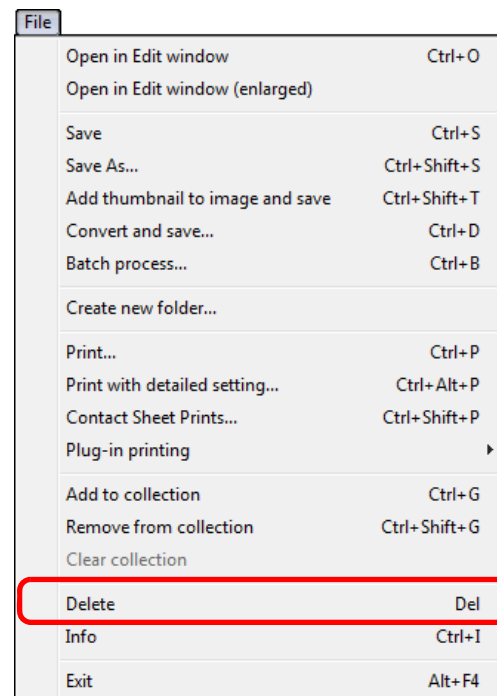 File
Open in Edit window Ctrl+O
Open in Edit window (enlarged)
Save Ctrl+S
Save As... Ctrl+Shift+S
Add thumbnail to image and save Ctrl+Shift+T
Convert and save... Ctrl+D
Batch process... Ctrl+B
Create new folder...
Print... Ctrl+P
Print with detailed setting... Ctrl+Alt+P
Contact Sheet Prints... Ctrl+Shift+P
Plug-in printing
Add to collection Ctrl+G
Remove from collection Ctrl+Shift+G
Clear collection
Delete Del
Info Ctrl+I
Exit Alt+F4